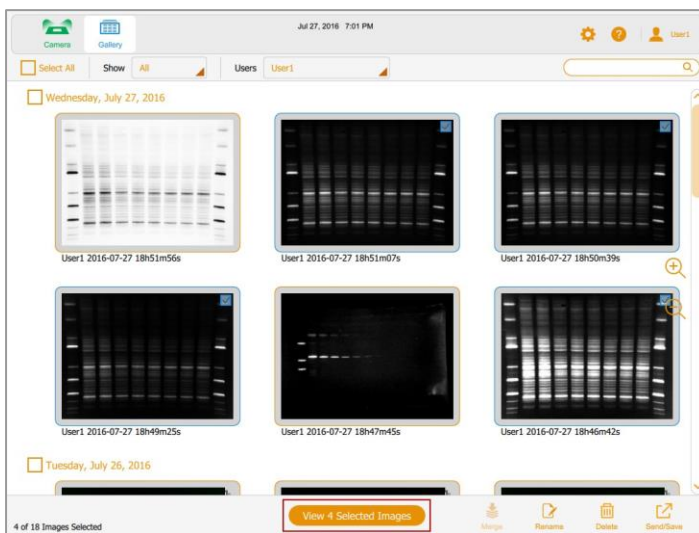 Jul 27, 2016 7:01 PM
Camera
Gallery
User1
Select All
Show
All
Users
User1
Wednesday, July 27, 2016
User1 2016-07-27 18h51m56s
User1 2016-07-27 18h51m07s
User1 2016-07-27 18h50m39s
User1 2016-07-27 18h49m25s
User1 2016-07-27 18h47m45s
User1 2016-07-27 18h46m42s
Tuesday, July 26, 2016
4 of 18 Images Selected
View 4 Selected Images
Merge
Rename
Delete
Send/Save